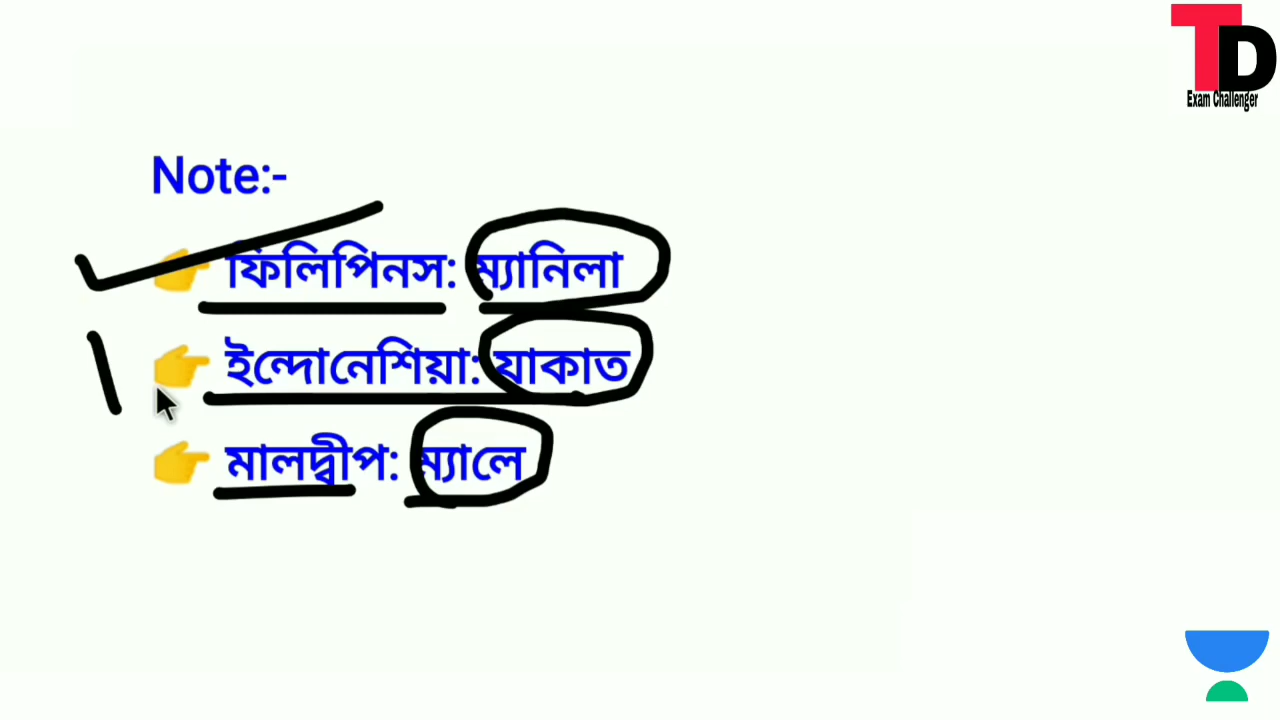 TD
Exam Challenger
Note:-
👉 ফিলিপিনস: ম্যানিলা
👉 ইন্দোনেশিয়া: যাকাত
👉 মালদ্বীপ: ম্যালে